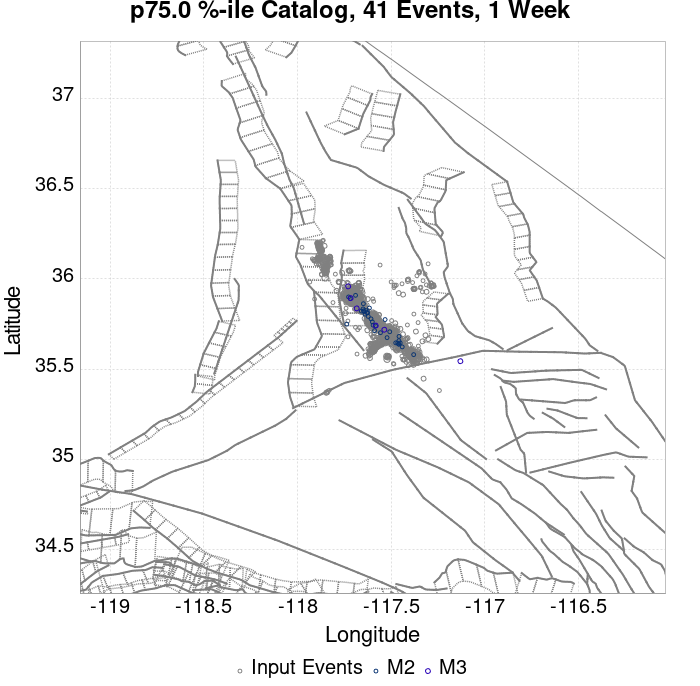 p75.0 %-ile Catalog, 41 Events, 1 Week
37
36.5
36
35.5
35
34.5
Latitude
-119
-118.5
-118
-117.5
-117
-116.5
Longitude
Input Events
M2
M3